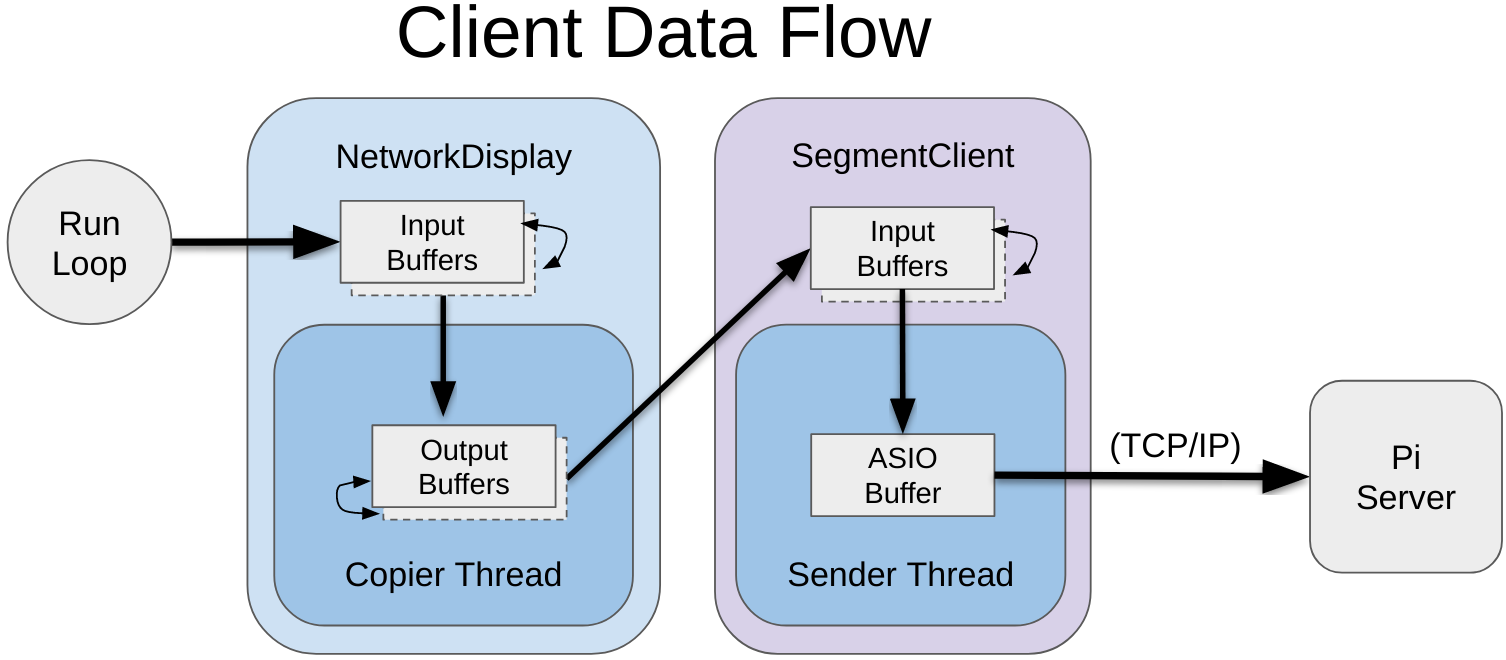 Client Data Flow
NetworkDisplay
SegmentClient
Run
Loop
Input
Buffers
Input
Buffers
Output
Buffers
ASIO
Buffer
(TCP/IP)
Pi
Server
Copier Thread
Sender Thread